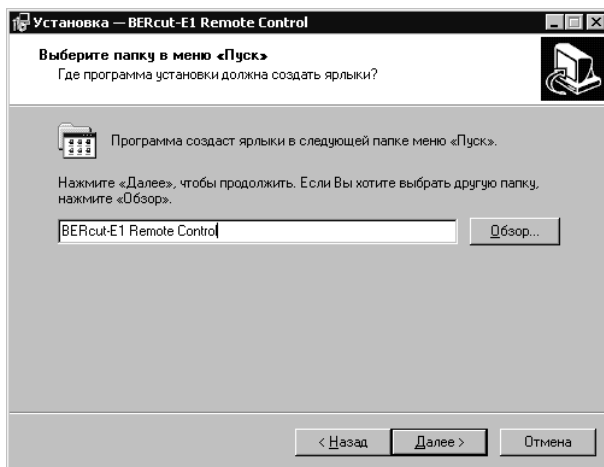 Установка — BERcut-E1 Remote Control
Выберите папку в меню «Пуск»
Где программа установки должна создать ярлыки?
Программа создаст ярлыки в следующей папке меню «Пуск».
Нажмите «Далее», чтобы продолжить. Если Вы хотите выбрать другую папку,
нажмите «Обзор».
BERcut-E1 Remote Control
Обзор...
< Назад
Далее >
Отмена